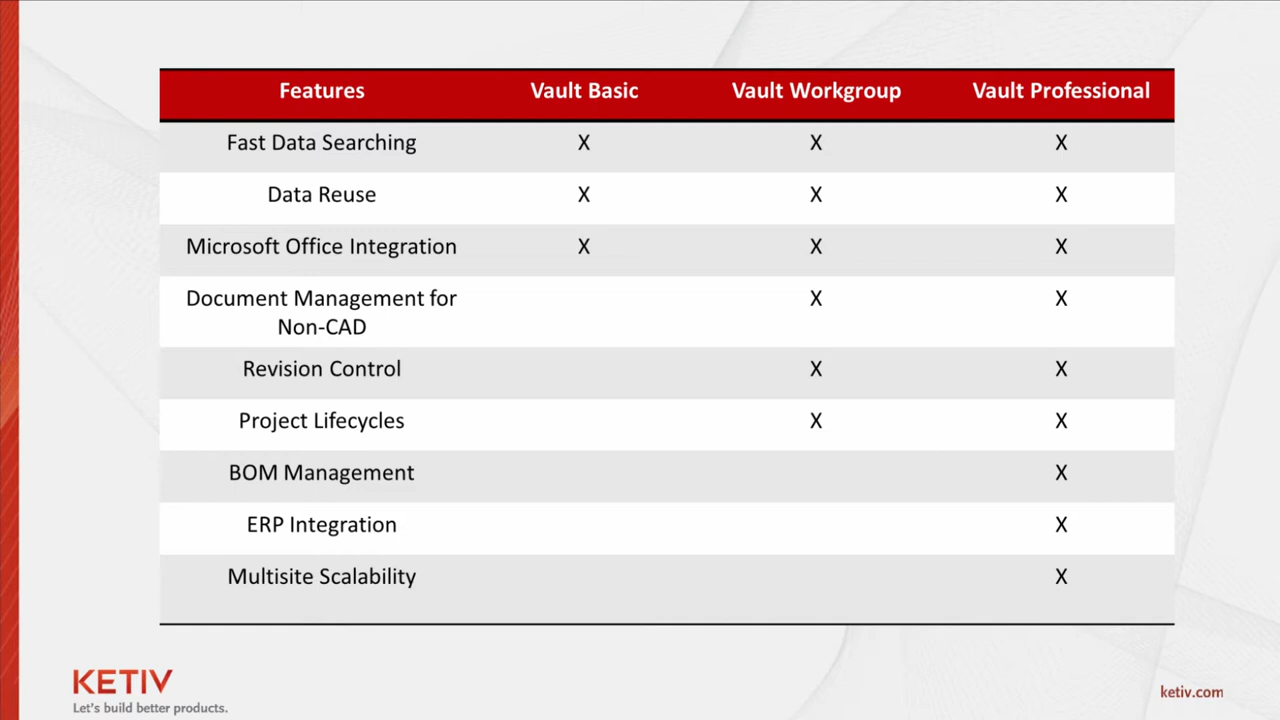 Features Vault Basic Vault Workgroup Vault Professional
Fast Data Searching X X X
Data Reuse X X X
Microsoft Office Integration X X X
Document Management for X X
Non-CAD
Revision Control X X
Project Lifecycles X X
BOM Management X
ERP Integration X
Multisite Scalability X
KETIV
Let's build better products.
ketiv.com